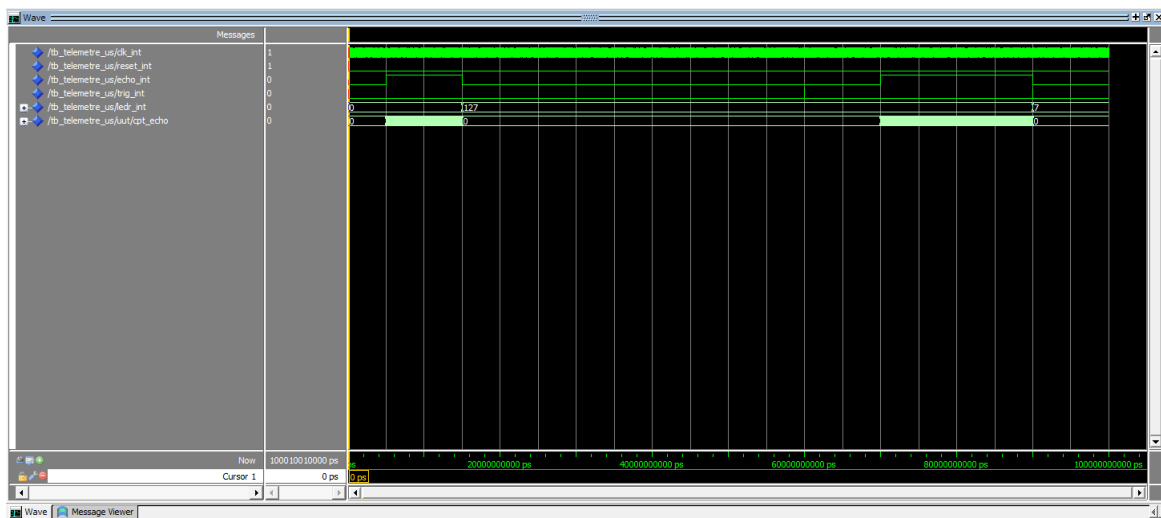 Wave
Messages
/tb_telemetre_us/clk_int 1
/tb_telemetre_us/reset_int 1
/tb_telemetre_us/echo_int 0
/tb_telemetre_us/trig_int 0
/tb_telemetre_us/ledr_int 0 0 127 7
/tb_telemetre_us/uut/cpt_echo 0 0 0 0
Now 100010010000 ps ps 20000000000 ps 40000000000 ps 60000000000 ps 80000000000 ps 100000000000 ps
Cursor 1 0 ps 0 ps
Wave Message Viewer